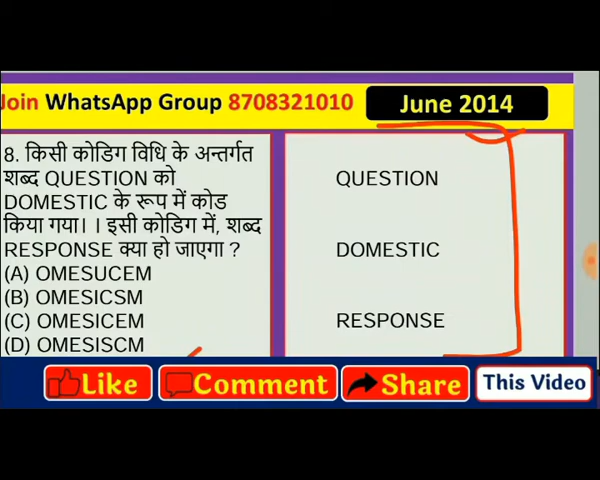 Join WhatsApp Group 8708321010
June 2014
8. किसी कोडिग विधि के अन्तर्गत
शब्द QUESTION को
DOMESTIC के रूप में कोड
किया गया। । इसी कोडिग में, शब्द
RESPONSE क्या हो जाएगा ?
(A) OMESUCEM
(B) OMESICSM
(C) OMESICEM
(D) OMESISCM
QUESTION
DOMESTIC
RESPONSE
Like
Comment
Share
This Video